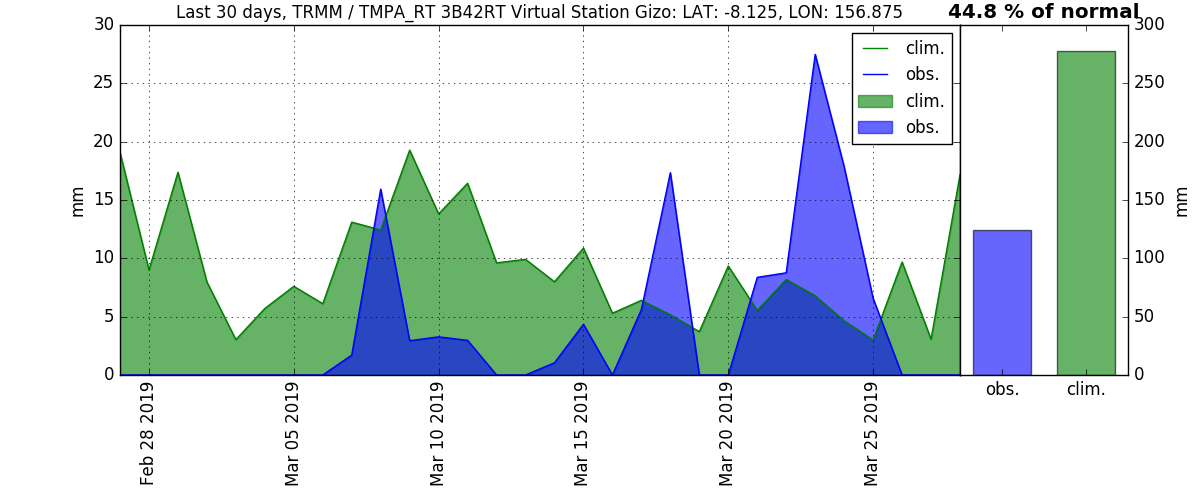 Last 30 days, TRMM / TMPA_RT 3B42RT Virtual Station Gizo: LAT: -8.125, LON: 156.875
44.8 % of normal
30
25
20
15
10
5
0
mm
clim.
obs.
clim.
obs.
Feb 28 2019
Mar 05 2019
Mar 10 2019
Mar 15 2019
Mar 20 2019
Mar 25 2019
300
250
200
150
100
50
0
mm
obs.
clim.